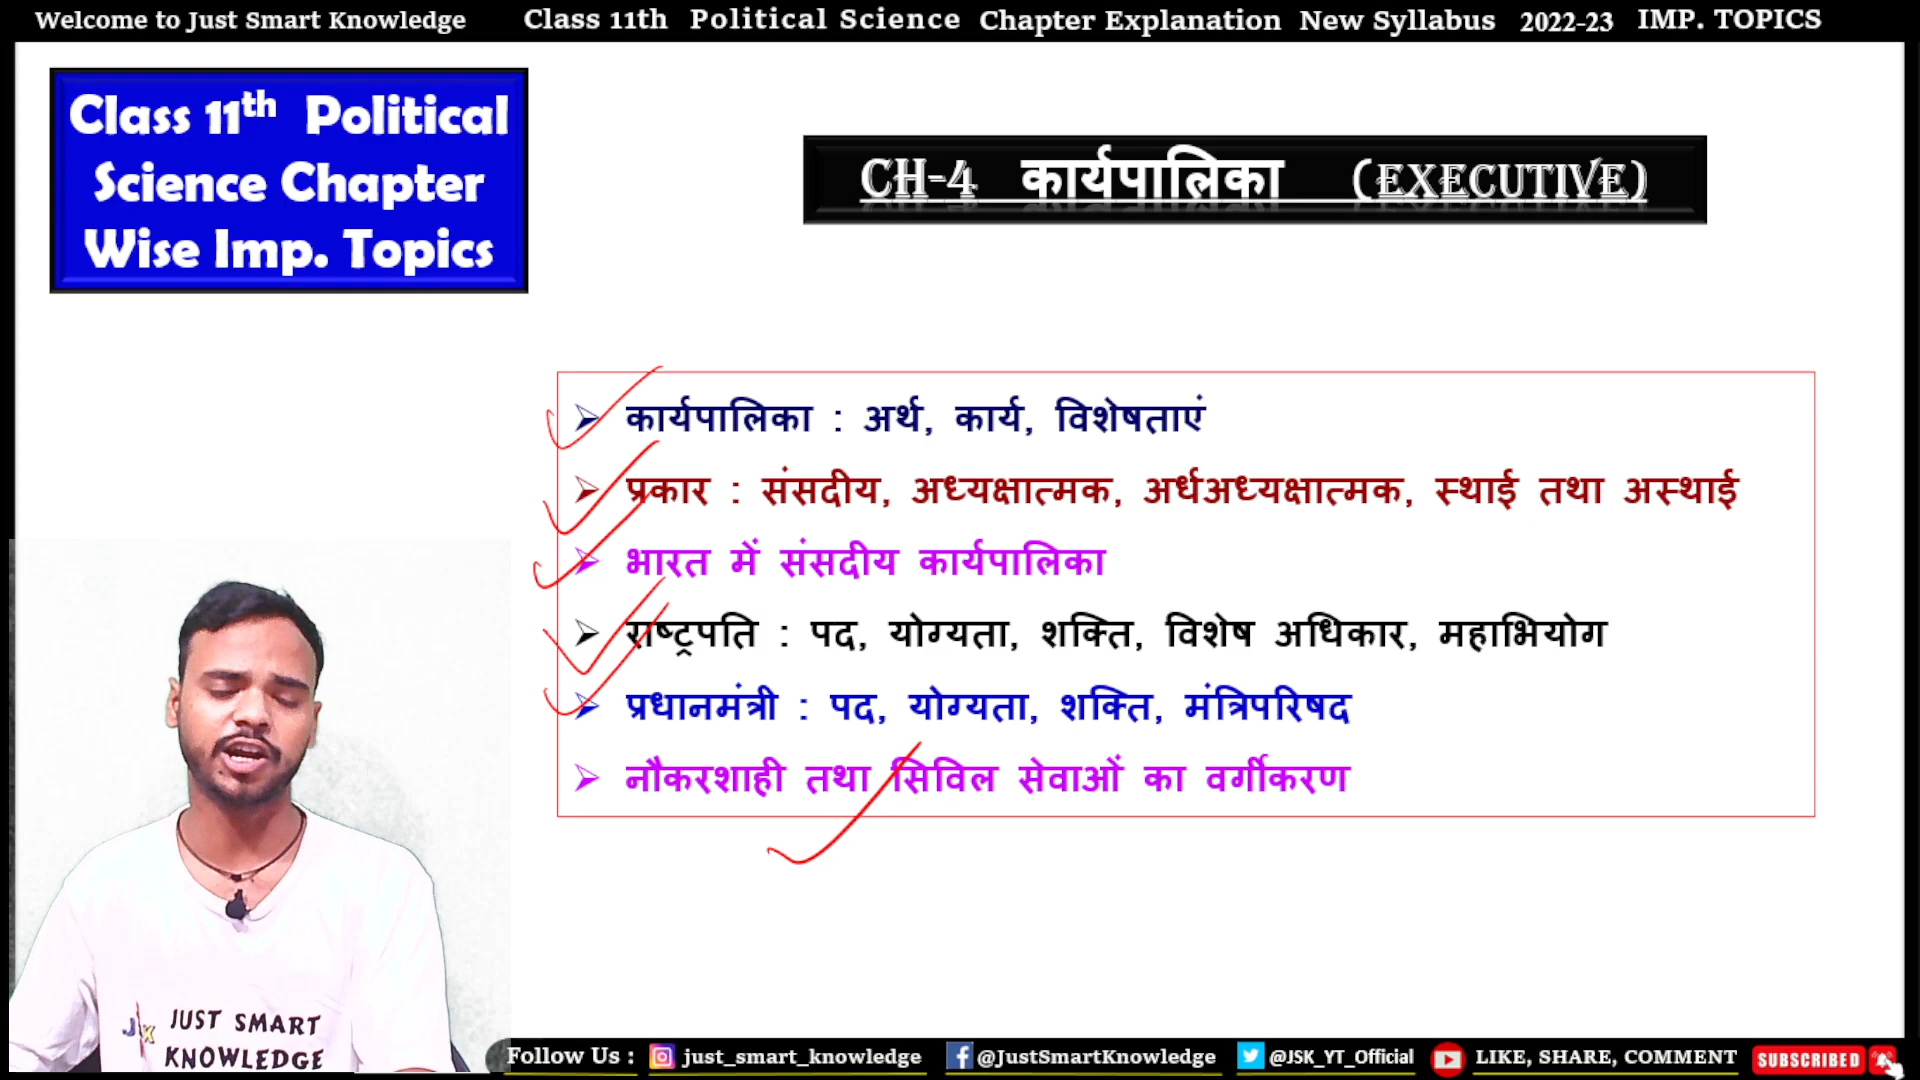 Welcome to Just Smart Knowledge Class 11th Political Science Chapter Explanation New Syllabus 2022-23 IMP. TOPICS
Class 11th Political
Science Chapter
Wise Imp. Topics
CH-4 कार्यपालिका (EXECUTIVE)
कार्यपालिका : अर्थ, कार्य, विशेषताएं
प्रकार : संसदीय, अध्यक्षात्मक, अर्धअध्यक्षात्मक, स्थाई तथा अस्थाई
भारत में संसदीय कार्यपालिका
राष्ट्रपति : पद, योग्यता, शक्ति, विशेष अधिकार, महाभियोग
प्रधानमंत्री : पद, योग्यता, शक्ति, मंत्रिपरिषद
नौकरशाही तथा सिविल सेवाओं का वर्गीकरण
JSK JUST SMART
KNOWLEDGE
Follow Us : just_smart_knowledge @JustSmartKnowledge @JSK_YT_Official LIKE, SHARE, COMMENT SUBSCRIBED